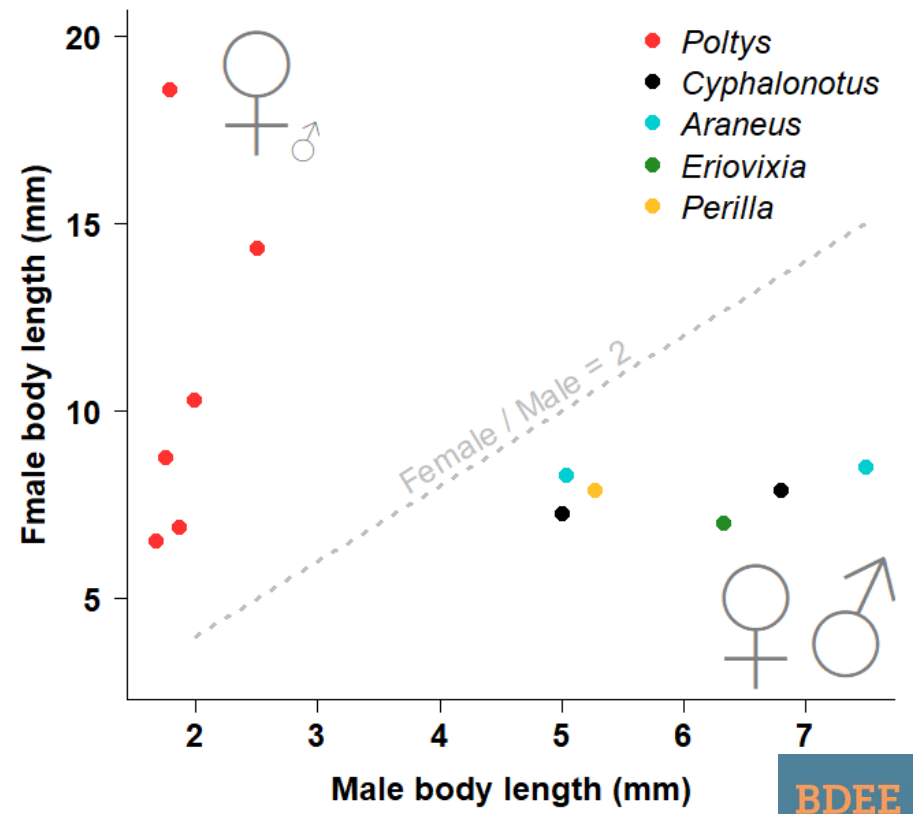 20
15
10
5
Fmale body length (mm)
Poltys
Cyphalonotus
Araneus
Eriovixia
Perilla
Female / Male = 2
2 3 4 5 6 7
Male body length (mm)
BDEE